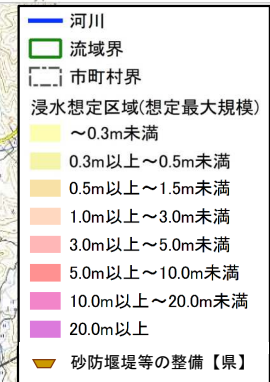 河川
流域界
市町村界
浸水想定区域(想定最大規模)
～0.3m未満
0.3m以上～0.5m未満
0.5m以上～1.5m未満
1.0m以上～3.0m未満
3.0m以上～5.0m未満
5.0m以上～10.0m未満
10.0m以上～20.0m未満
20.0m以上
砂防堰堤等の整備【県】